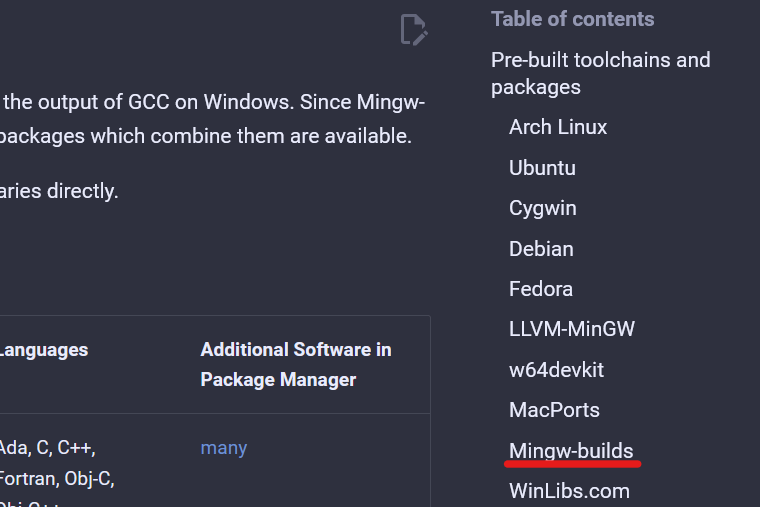 the output of GCC on Windows. Since Mingw-
packages which combine them are available.
aries directly.
Languages
Additional Software in
Package Manager
Ada, C, C++,
many
Fortran, Obj-C,
Obj-C++
Table of contents
Pre-built toolchains and
packages
Arch Linux
Ubuntu
Cygwin
Debian
Fedora
LLVM-MinGW
w64devkit
MacPorts
Mingw-builds
WinLibs.com